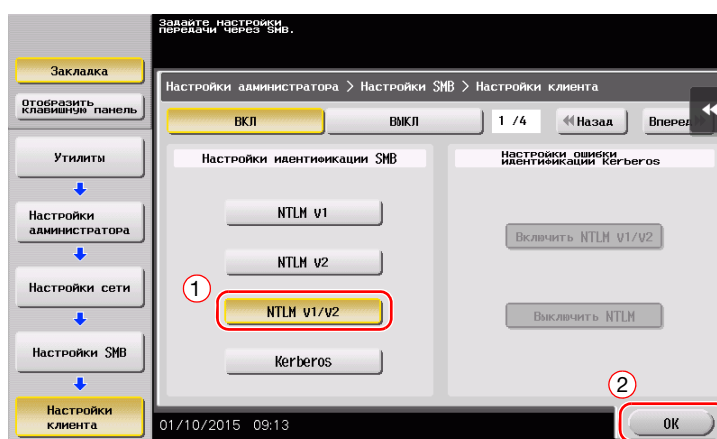 Задайте настройки
передачи через SMB.
Закладка
Отобразить
клавишную панель
Утилиты
Настройки
администратора
Настройки сети
Настройки SMB
Настройки
клиента
Настройки администратора > Настройки SMB > Настройки клиента
ВКЛ
ВЫКЛ
1 /4
Назад
Вперед
Настройки идентификации SMB
NTLM v1
NTLM v2
1
NTLM v1/v2
Kerberos
Настройки ошибки
идентификации Kerberos
Включить NTLM v1/v2
Выключить NTLM
2
01/10/2015 09:13
OK